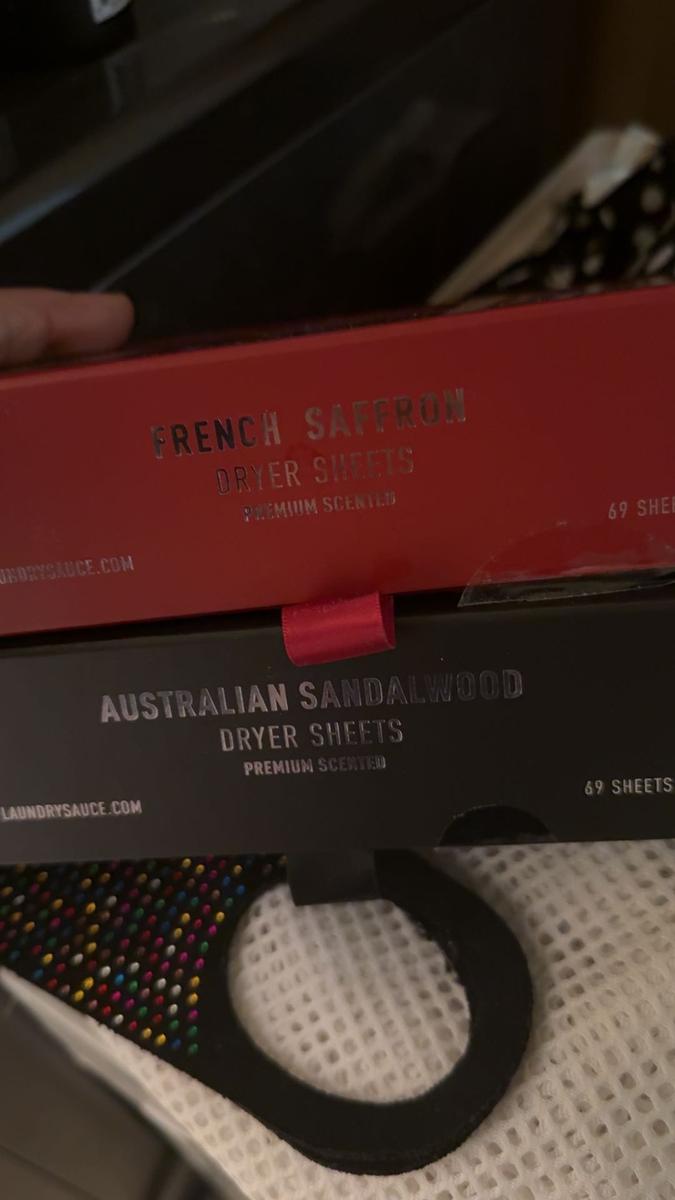 FRENCH SAFFRON
DRYER SHEETS
PREMIUM SCENTED
69 SHEE
UNDRYSAUCE.COM
AUSTRALIAN SANDALWOOD
DRYER SHEETS
PREMIUM SCENTED
69 SHEETS
LAUNDRYSAUCE.COM